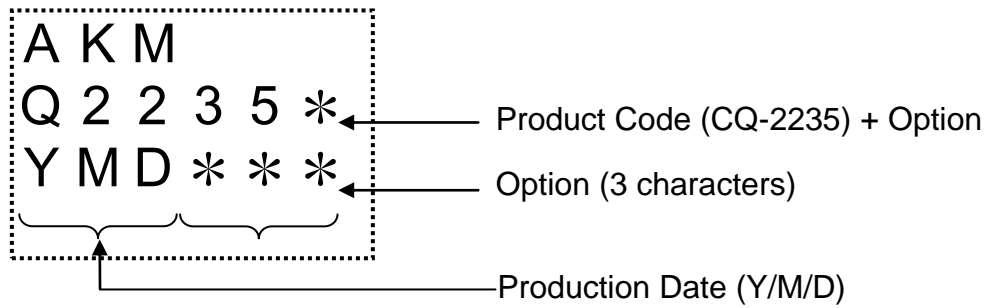 A K M
Q 2 2 3 5 *
Product Code (CQ-2235) + Option
Y M D * * *
Option (3 characters)
Production Date (Y/M/D)